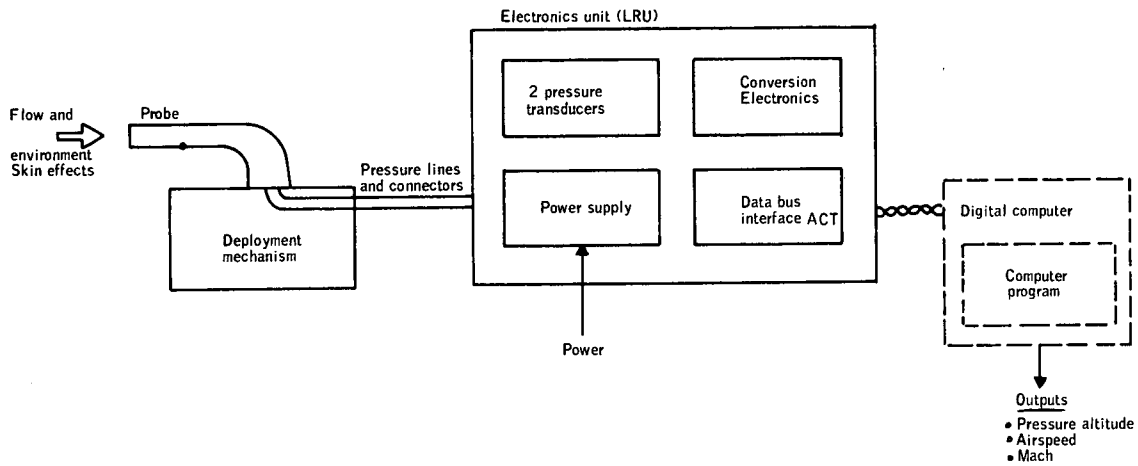 Electronics unit (LRU)
2 pressure
transducers
Conversion
Electronics
Flow and
environment
Skin effects
Probe
Pressure lines
and connectors
Deployment
mechanism
Power supply
Data bus
interface ACT
Power
Digital computer
Computer
program
Outputs
• Pressure altitude
• Airspeed
• Mach